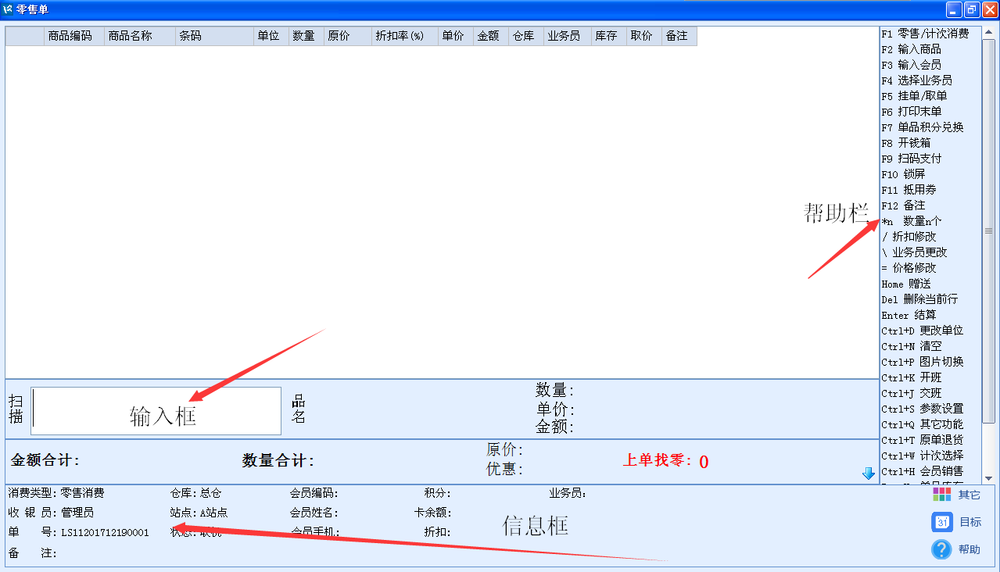 零售单
商品编码 商品名称 条码 单位 数量 原价 折扣率(%) 单价 金额 仓库 业务员 库存 取价 备注
F1 零售/计次消费
F2 输入商品
F3 输入会员
F4 选择业务员
F5 挂单/取单
F6 打印末单
F7 单品积分兑换
F8 开钱箱
F9 扫码支付
F10 锁屏
F11 抵用券
F12 备注
*n 数量n个
/ 折扣修改
\ 业务员更改
= 价格修改
Home 赠送
Del 删除当前行
Enter 结算
Ctrl+D 更改单位
Ctrl+N 清空
Ctrl+P 图片切换
Ctrl+K 开班
Ctrl+J 交班
Ctrl+S 参数设置
Ctrl+Q 其它功能
Ctrl+T 原单退货
Ctrl+W 计次选择
Ctrl+H 会员销售
帮助栏
扫描
输入框
品名
数量:
单价:
金额:
金额合计:
数量合计:
原价:
优惠:
上单找零: 0
消费类型: 零售消费 仓库: 总仓 会员编码: 积分: 业务员:
收 银 员: 管理员 站点: A站点 会员姓名: 卡余额:
单 号: LS11201712190001 状态: 联机 会员手机: 折扣:
备 注:
信息框
其它
31 目标
? 帮助